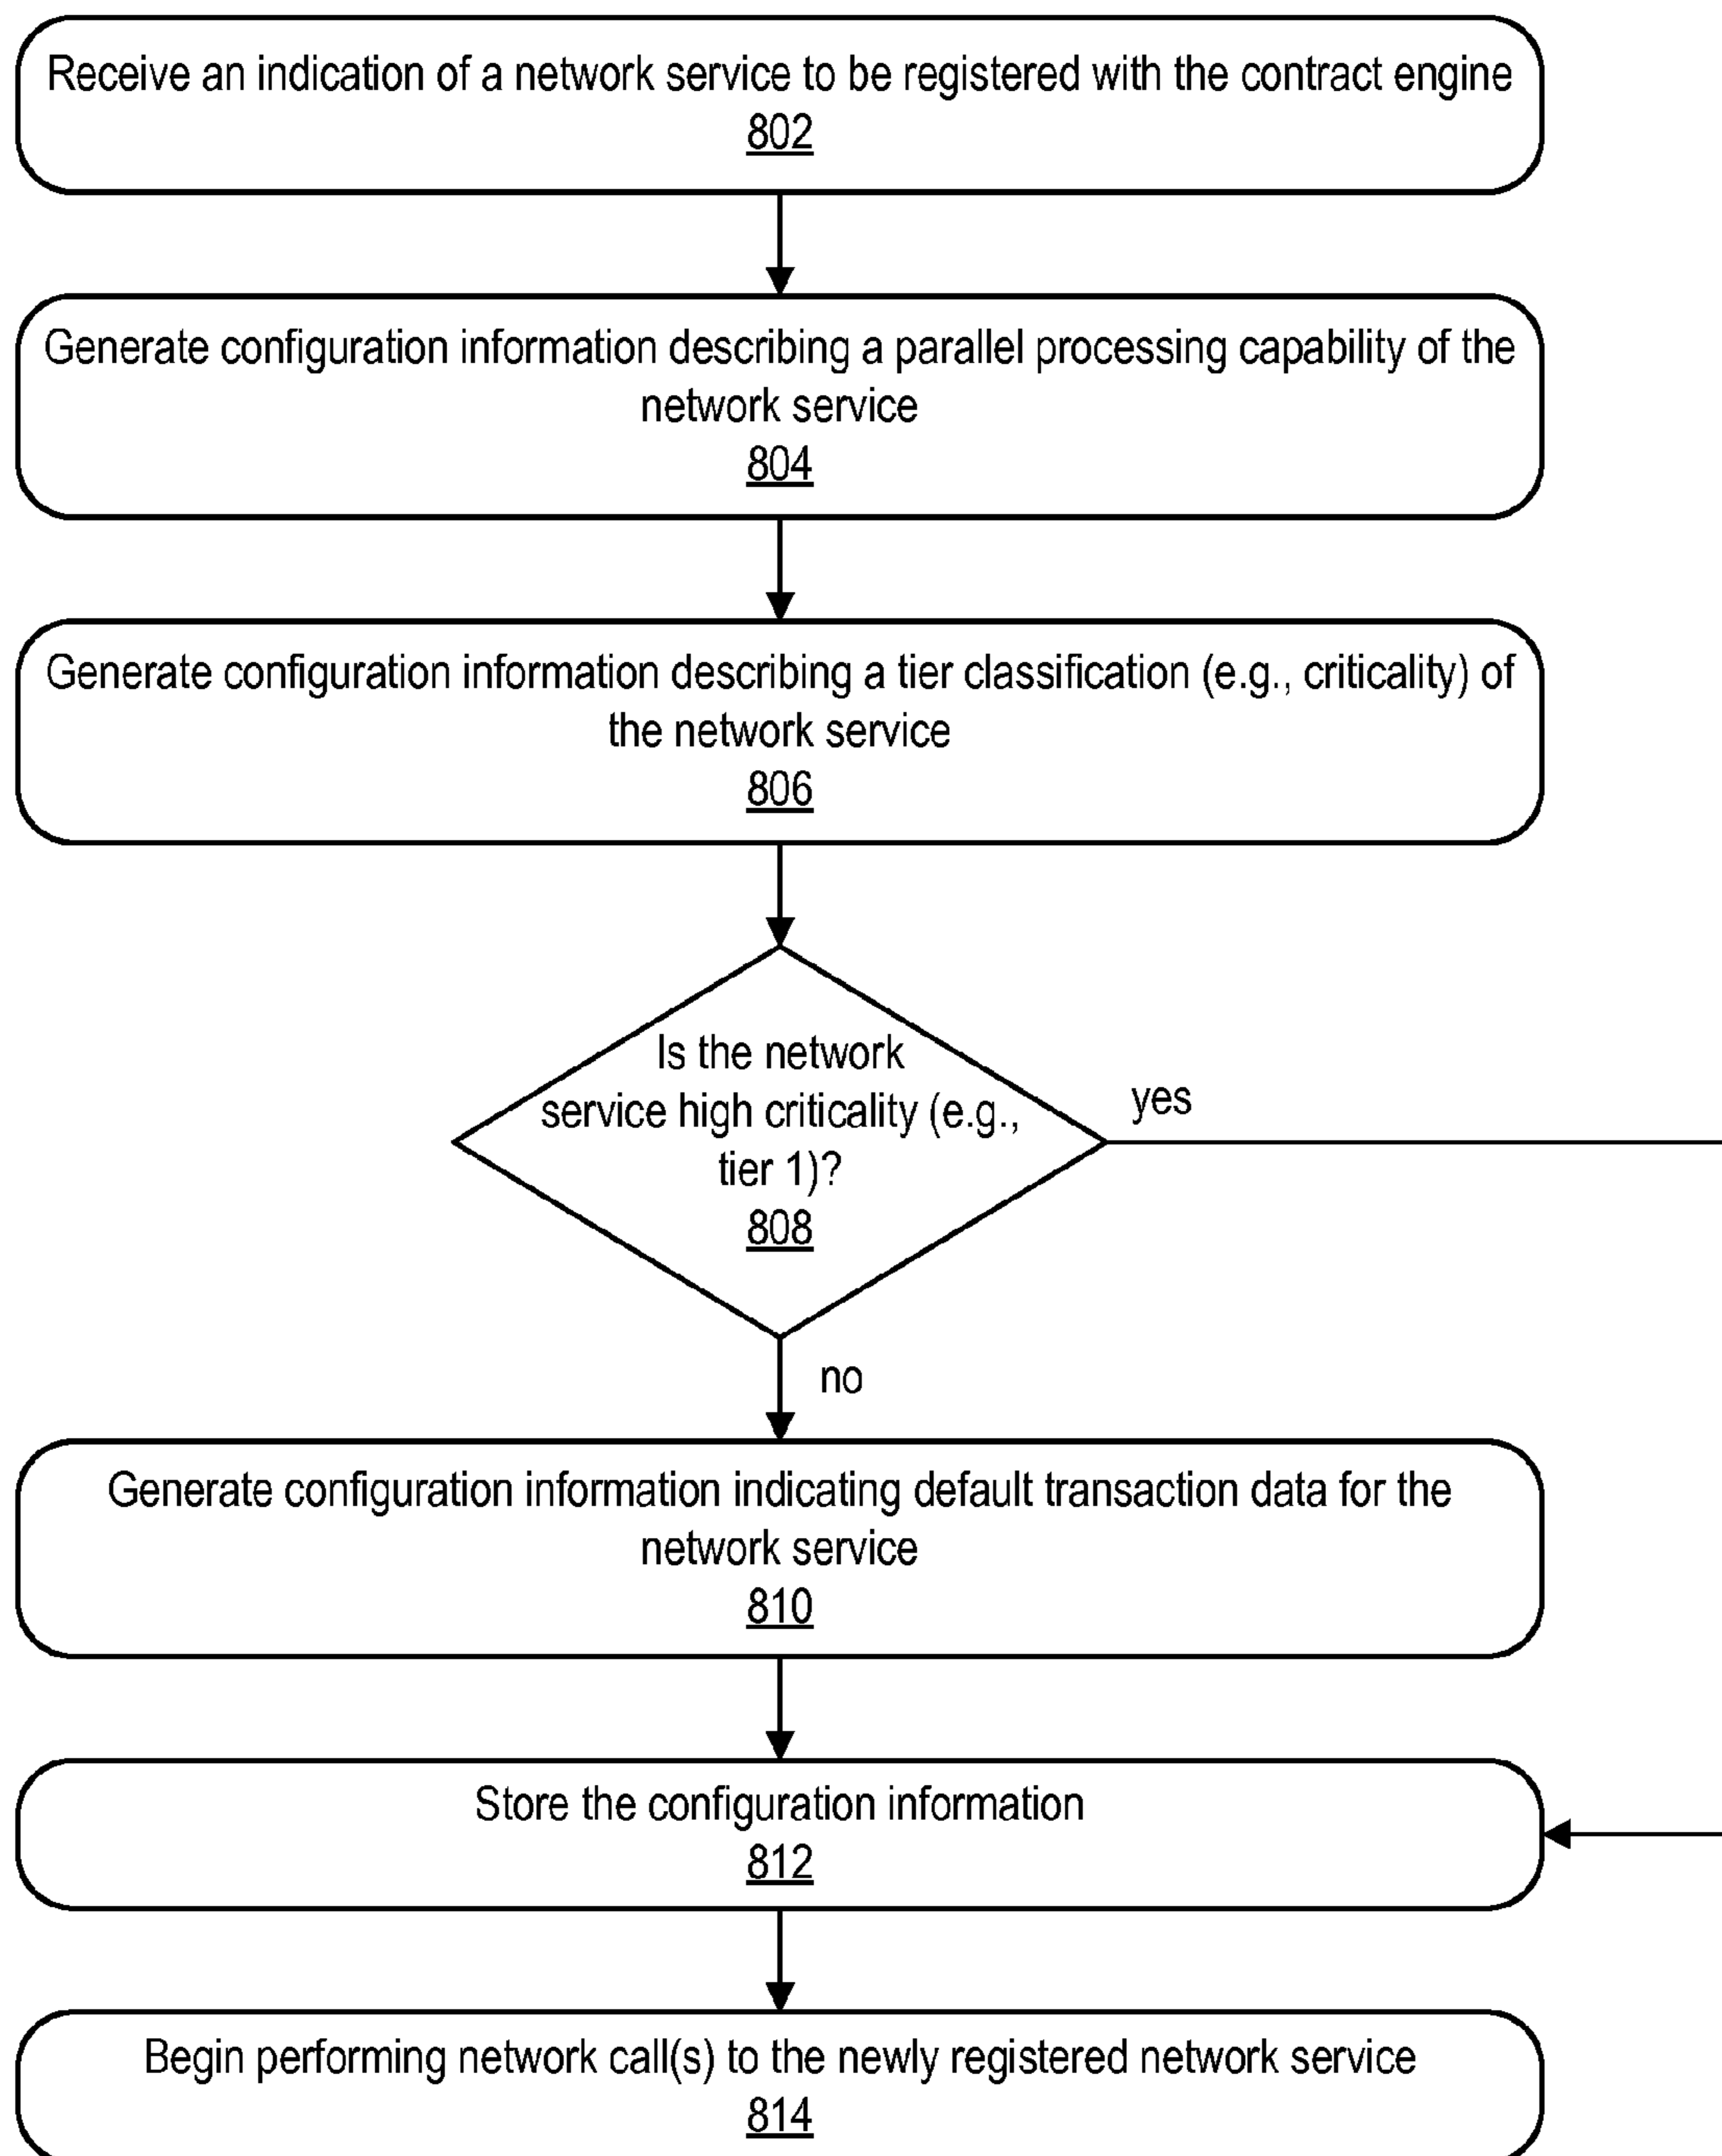 Receive an indication of a network service to be registered with the contract engine
802
Generate configuration information describing a parallel processing capability of the
network service
804
Generate configuration information describing a tier classification (e.g., criticality) of
the network service
806
Is the network
service high criticality (e.g.,
tier 1)?
808
yes
no
Generate configuration information indicating default transaction data for the
network service
810
Store the configuration information
812
Begin performing network call(s) to the newly registered network service
814